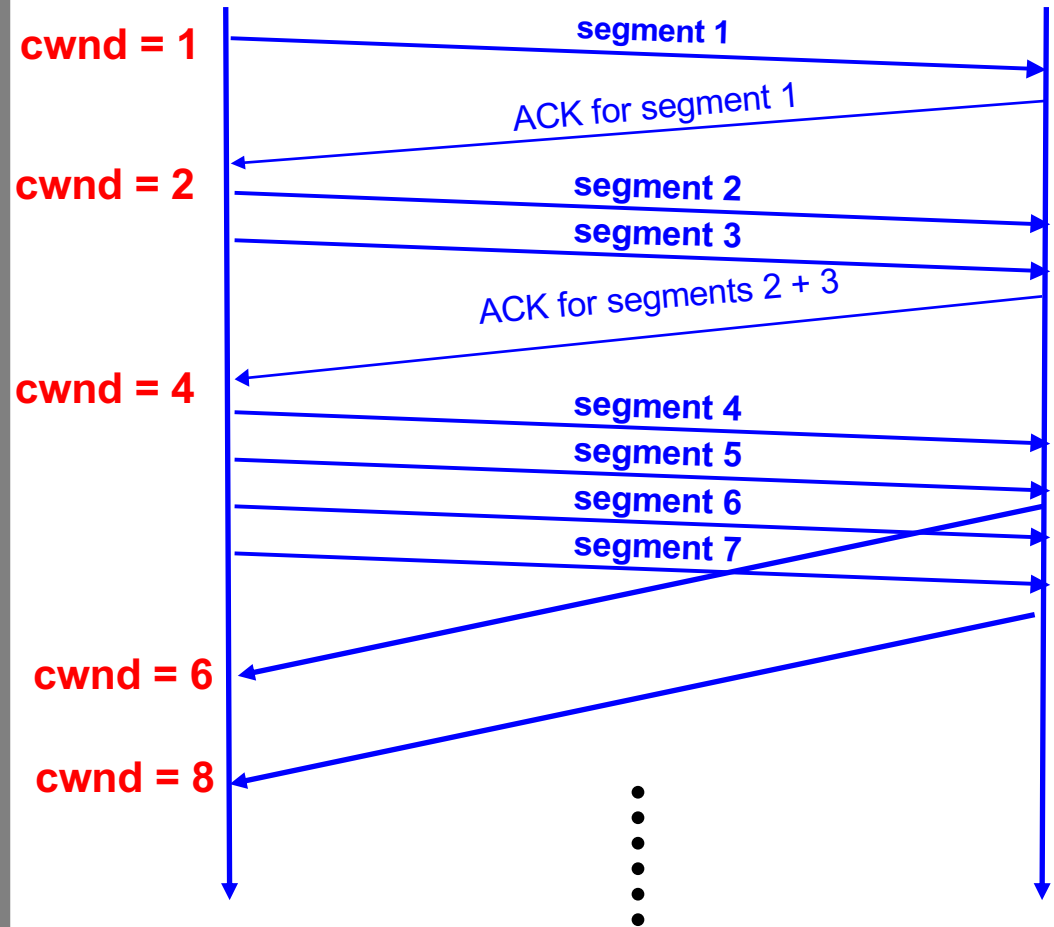 cwnd = 1
segment 1
ACK for segment 1
cwnd = 2
segment 2
segment 3
ACK for segments 2 + 3
cwnd = 4
segment 4
segment 5
segment 6
segment 7
cwnd = 6
cwnd = 8